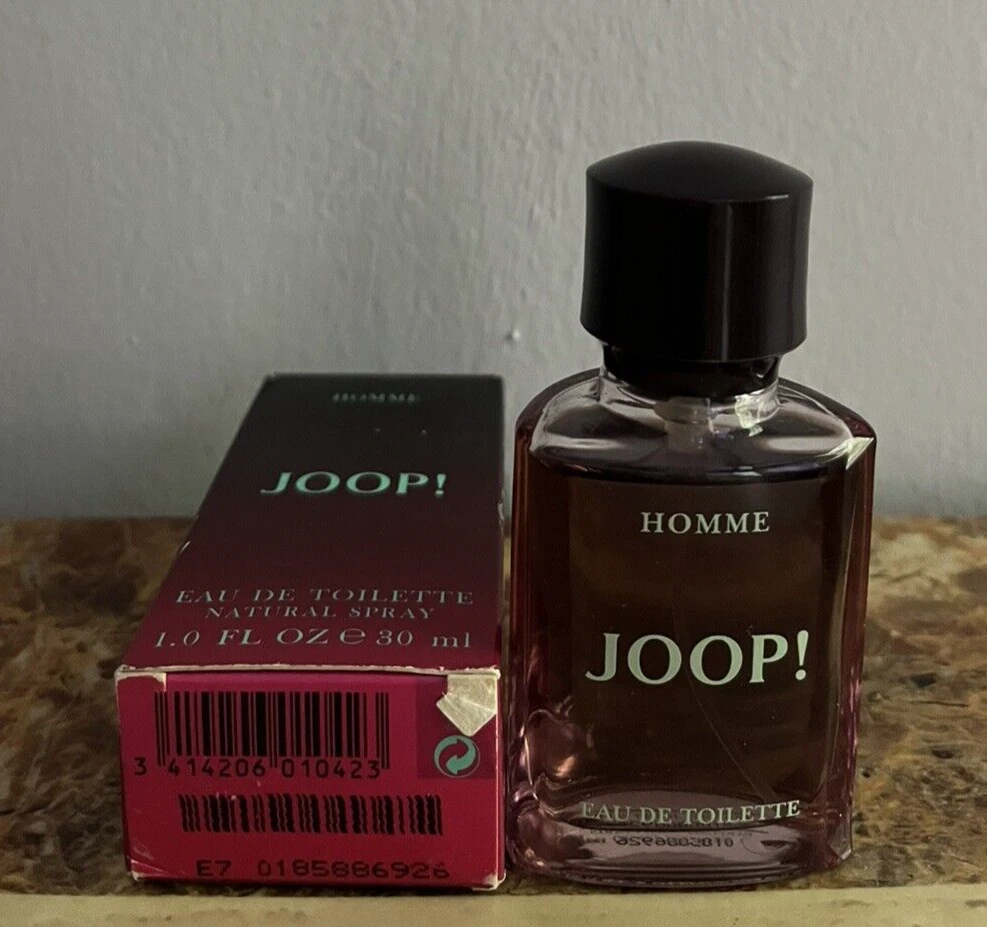 HOMME
JOOP!
EAU DE TOILETTE
NATURAL SPRAY
1.0 FL OZ ℮ 30 ml
3 414206 010423
E7 0185886926
HOMME
JOOP!
EAU DE TOILETTE